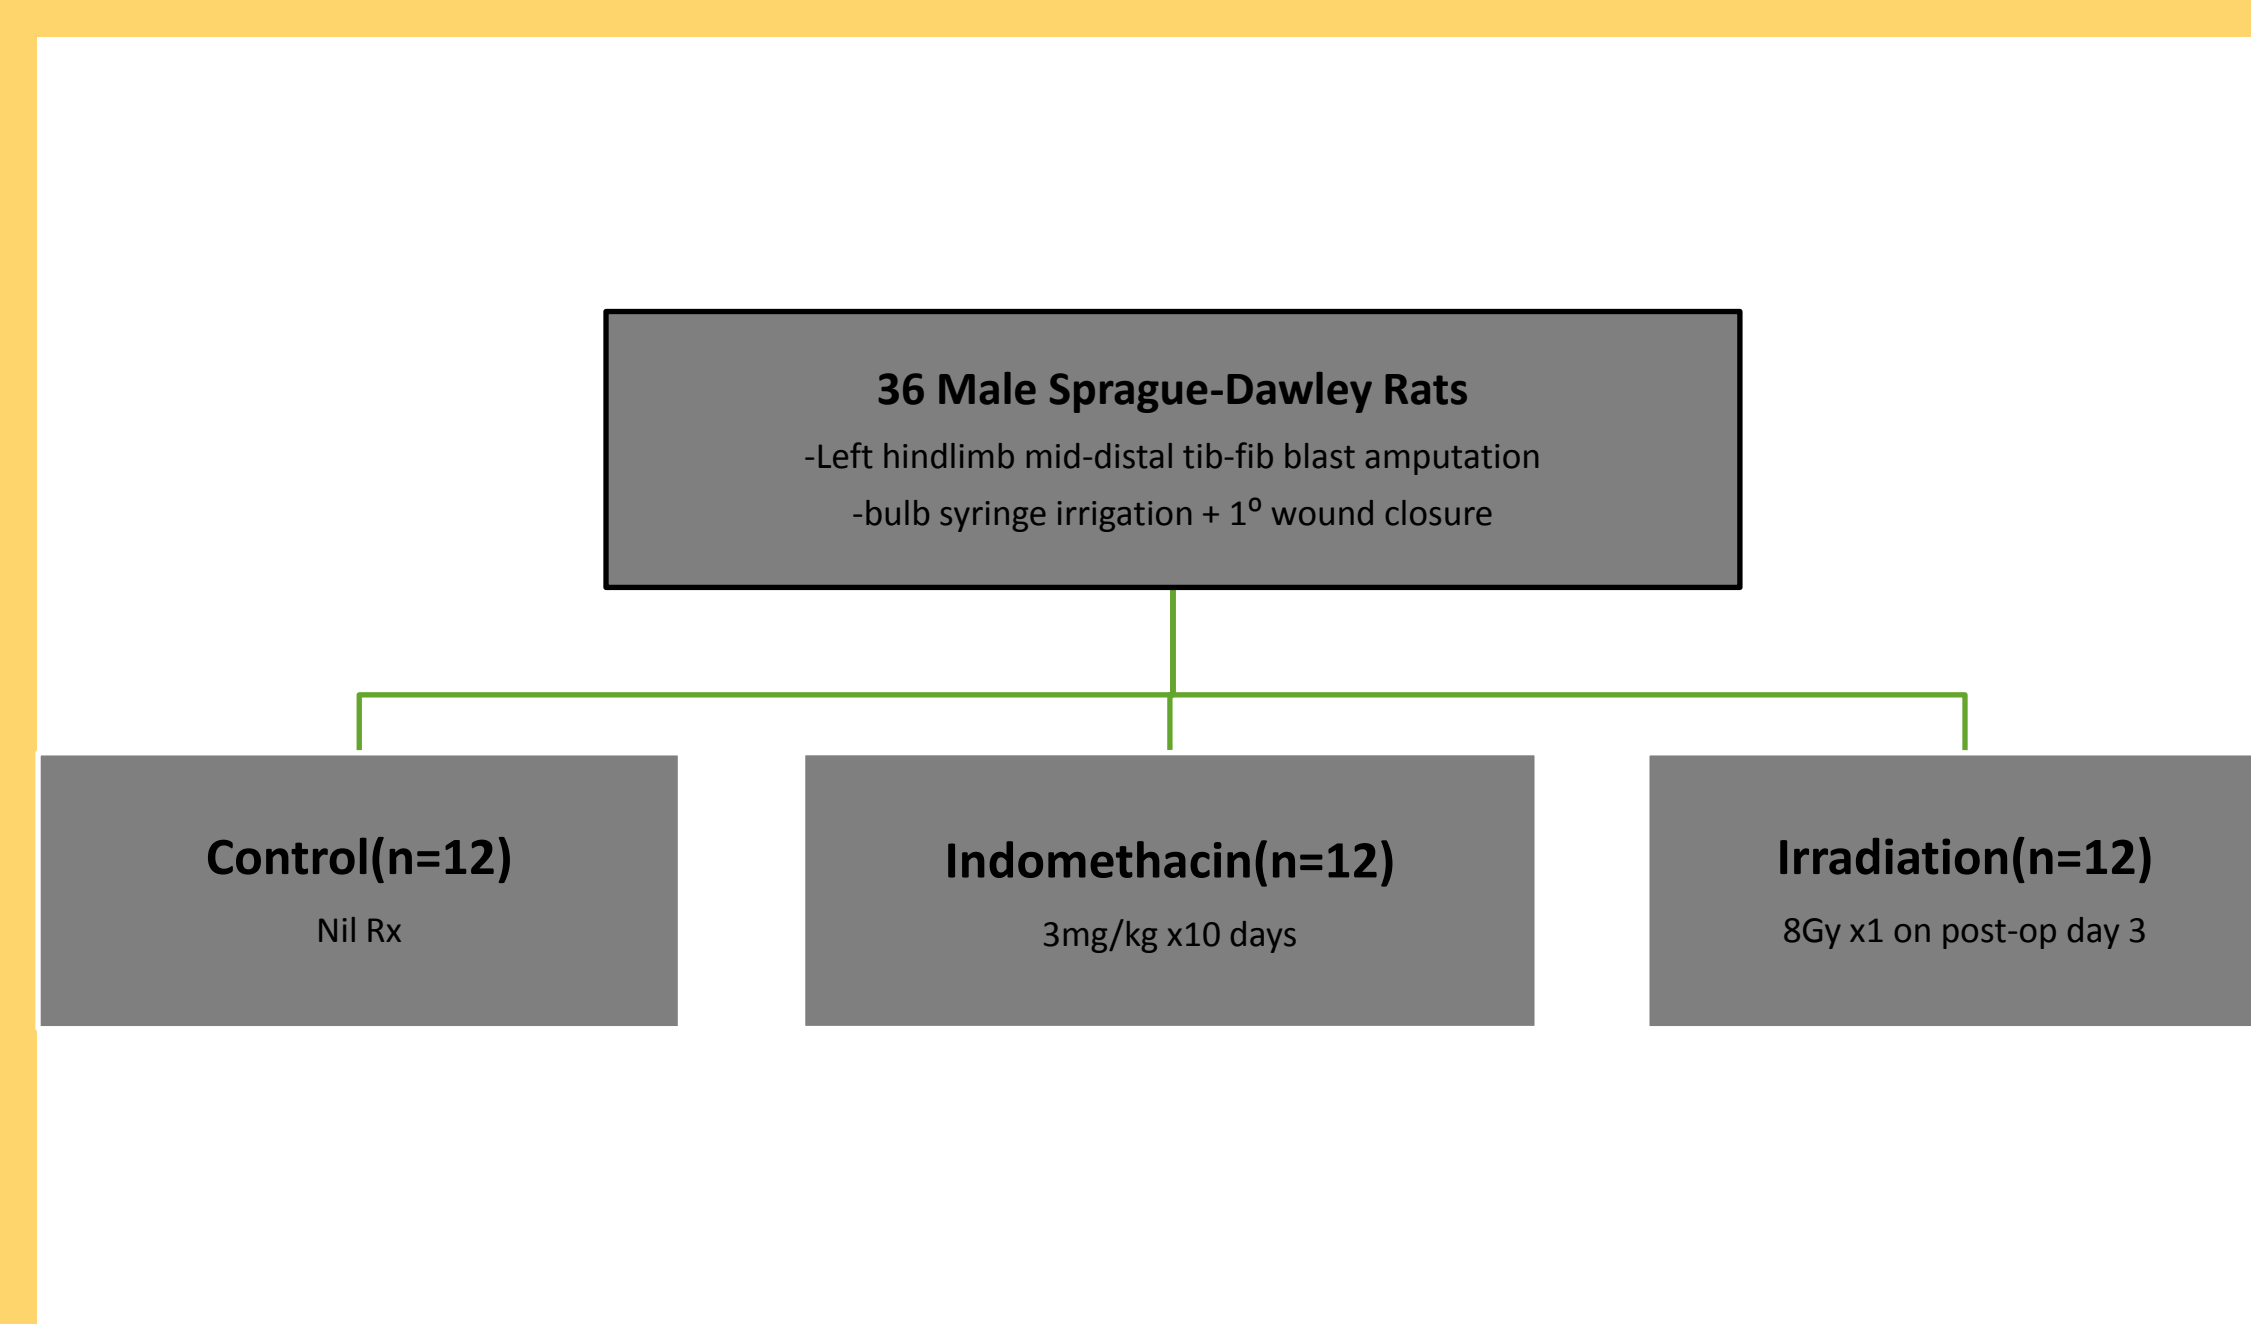 36 Male Sprague-Dawley Rats
-Left hindlimb mid-distal tib-fib blast amputation
-bulb syringe irrigation + 1⁰ wound closure
Control(n=12)
Nil Rx
Indomethacin(n=12)
3mg/kg x10 days
Irradiation(n=12)
8Gy x1 on post-op day 3